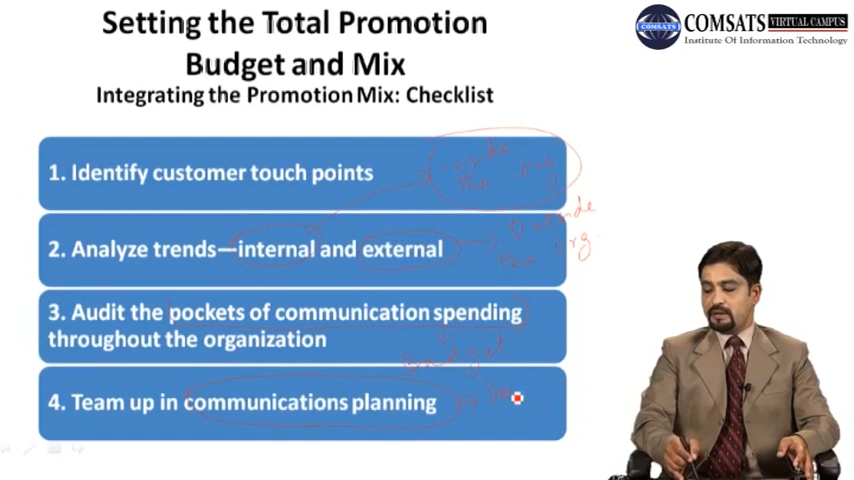 Setting the Total Promotion
Budget and Mix
Integrating the Promotion Mix: Checklist
COMSATS VIRTUAL CAMPUS
Institute Of Information Technology
1. Identify customer touch points
inside
the org
2. Analyze trends—internal and external
Outside
the org
3. Audit the pockets of communication spending
throughout the organization
Budget
4. Team up in communications planning